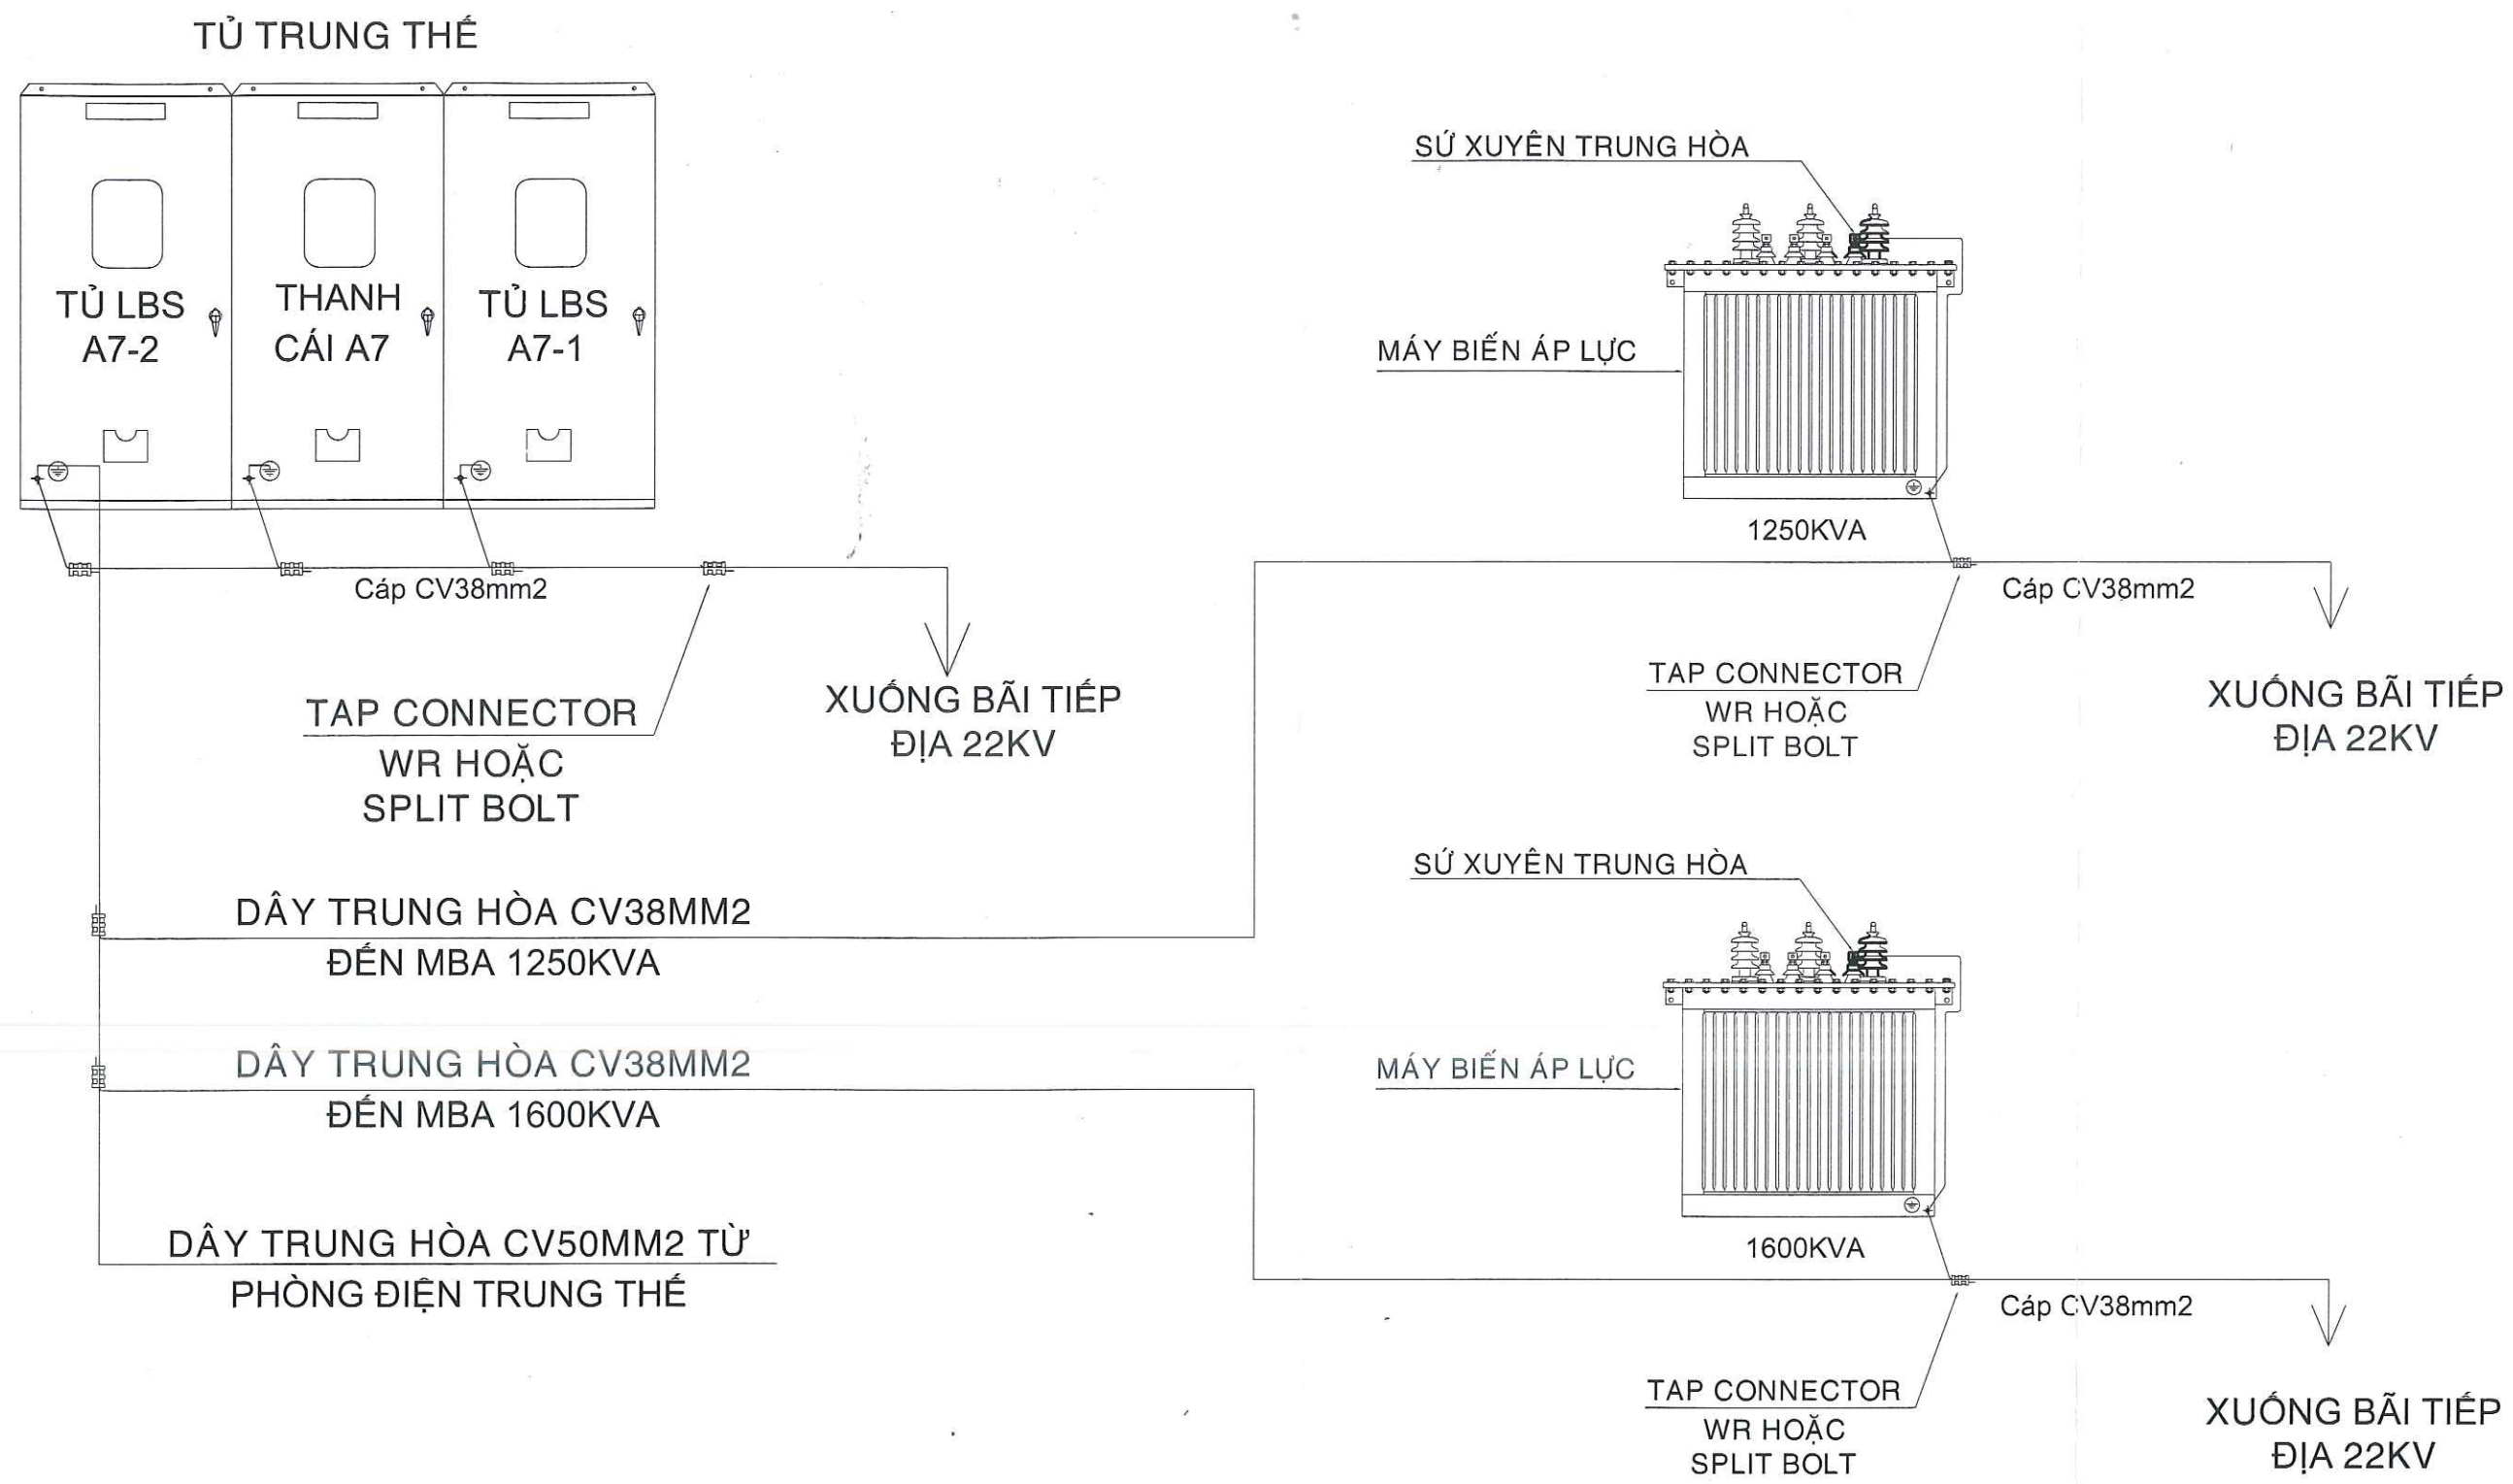 TỦ TRUNG THẾ
TỦ LBS
A7-2
THANH
CÁI A7
TỦ LBS
A7-1
Cáp CV38mm2
TAP CONNECTOR
WR HOẶC
SPLIT BOLT
XUỐNG BÃI TIẾP
ĐỊA 22KV
SỨ XUYÊN TRUNG HÒA
MÁY BIẾN ÁP LỰC
1250KVA
Cáp CV38mm2
TAP CONNECTOR
WR HOẶC
SPLIT BOLT
XUỐNG BÃI TIẾP
ĐỊA 22KV
DÂY TRUNG HÒA CV38MM2
ĐẾN MBA 1250KVA
DÂY TRUNG HÒA CV38MM2
ĐẾN MBA 1600KVA
DÂY TRUNG HÒA CV50MM2 TỪ
PHÒNG ĐIỆN TRUNG THẾ
SỨ XUYÊN TRUNG HÒA
MÁY BIẾN ÁP LỰC
1600KVA
Cáp CV38mm2
TAP CONNECTOR
WR HOẶC
SPLIT BOLT
XUỐNG BÃI TIẾP
ĐỊA 22KV